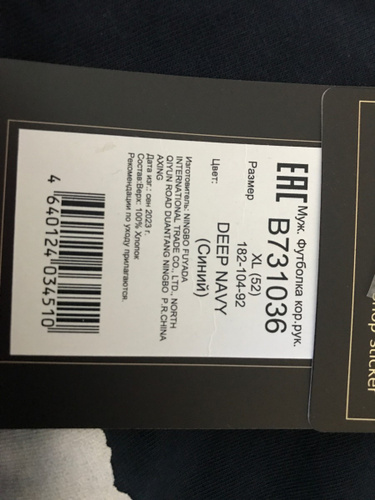 ЕАС Муж. Футболка кор.рук.
B731036
Размер XL (52)
182-104-92
Цвет: DEEP NAVY
(Синий)
Изготовитель: NINGBO FUYADA
INTERNATIONAL TRADE CO., LTD., NORTH
QIYUN ROAD DUANTANG NINGBO P.R.CHINA
AXING
Дата изг.: сен 2023 г.
Состав:Верх: 100% Хлопок
Рекомендации по уходу прилагаются.
4 640124 034510
sticker